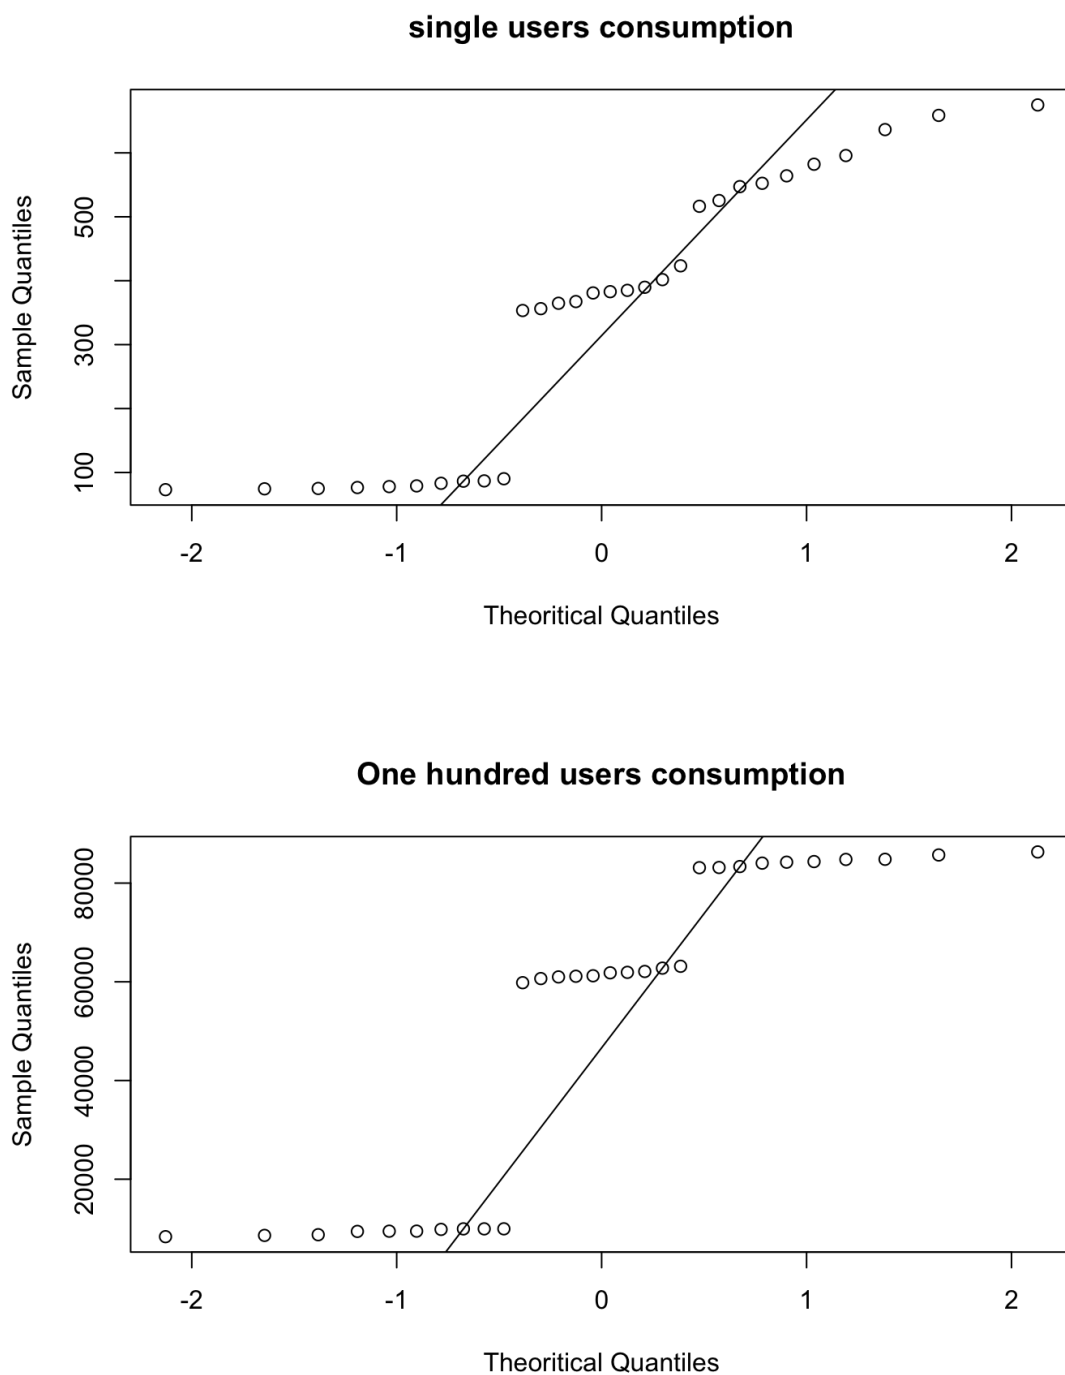 single users consumption
Sample Quantiles
500
300
100
-2 -1 0 1 2
Theoritical Quantiles
One hundred users consumption
Sample Quantiles
80000
60000
40000
20000
-2 -1 0 1 2
Theoritical Quantiles